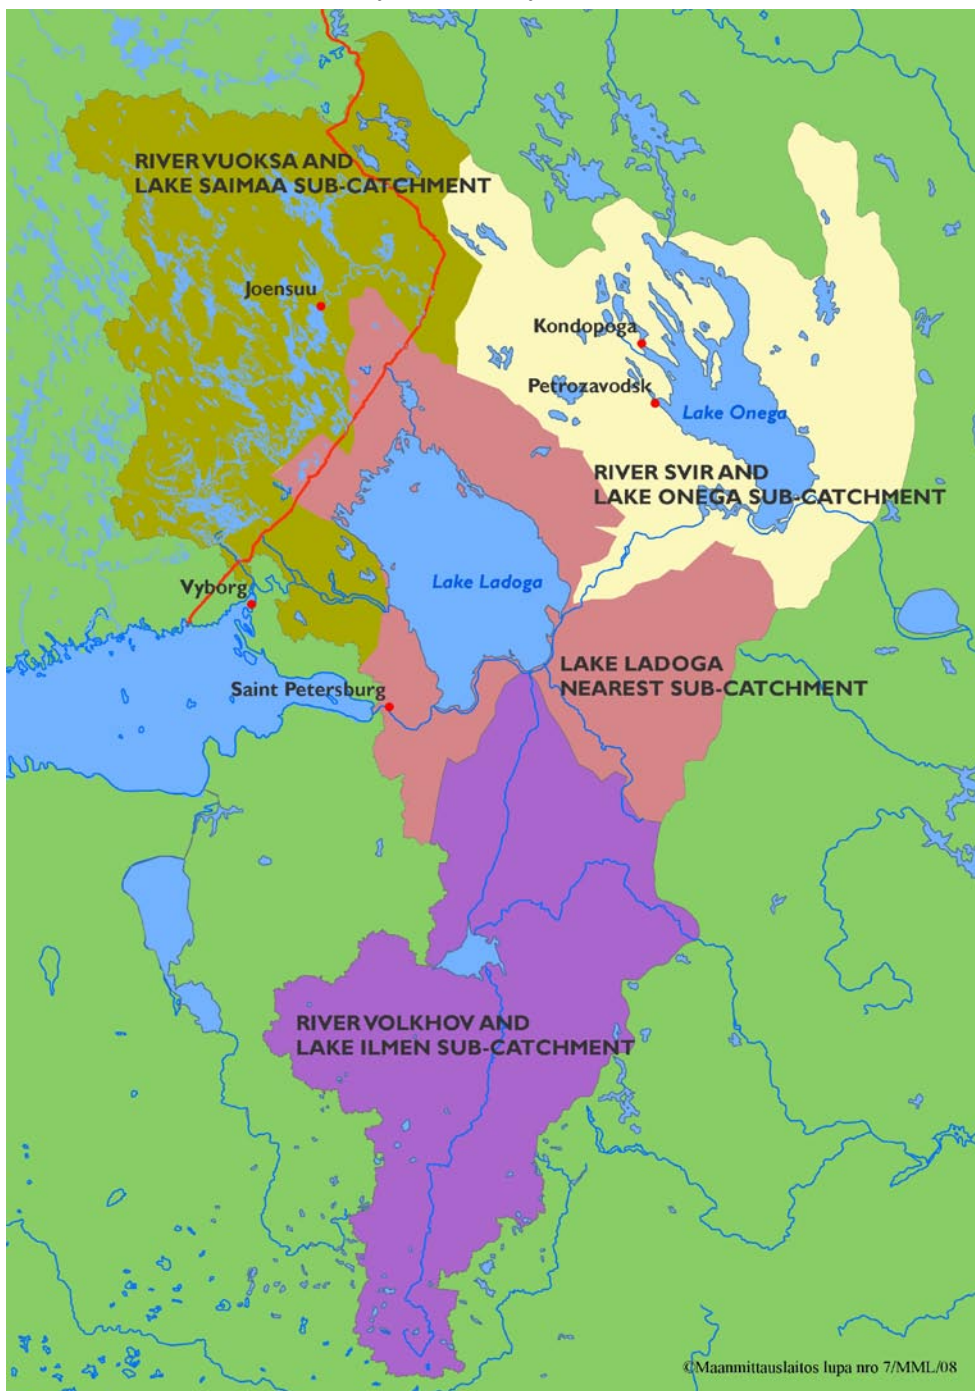 RIVER VUOKSA AND
LAKE SAIMAA SUB-CATCHMENT
Joensuu
Kondopoga
Petrozavodsk
Lake Onega
RIVER SVIR AND
LAKE ONEGA SUB-CATCHMENT
Lake Ladoga
Vyborg
LAKE LADOGA
NEAREST SUB-CATCHMENT
Saint Petersburg
RIVER VOLKHOV AND
LAKE ILMEN SUB-CATCHMENT
©Maanmittauslaitos lupa nro 7/MML/08